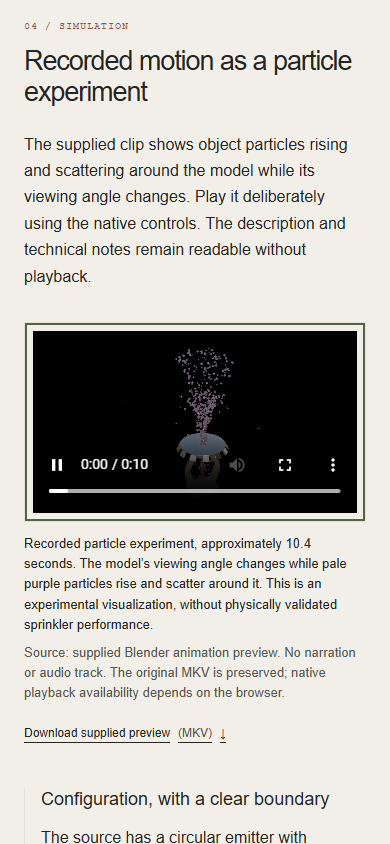 04 / SIMULATION
Recorded motion as a particle
experiment
The supplied clip shows object particles rising
and scattering around the model while its
viewing angle changes. Play it deliberately
using the native controls. The description and
technical notes remain readable without
playback.
0:00 / 0:10
Recorded particle experiment, approximately 10.4
seconds. The model's viewing angle changes while pale
purple particles rise and scatter around it. This is an
experimental visualization, without physically validated
sprinkler performance.
Source: supplied Blender animation preview. No narration
or audio track. The original MKV is preserved; native
playback availability depends on the browser.
Download supplied preview (MKV) ↓
Configuration, with a clear boundary
The source has a circular emitter with